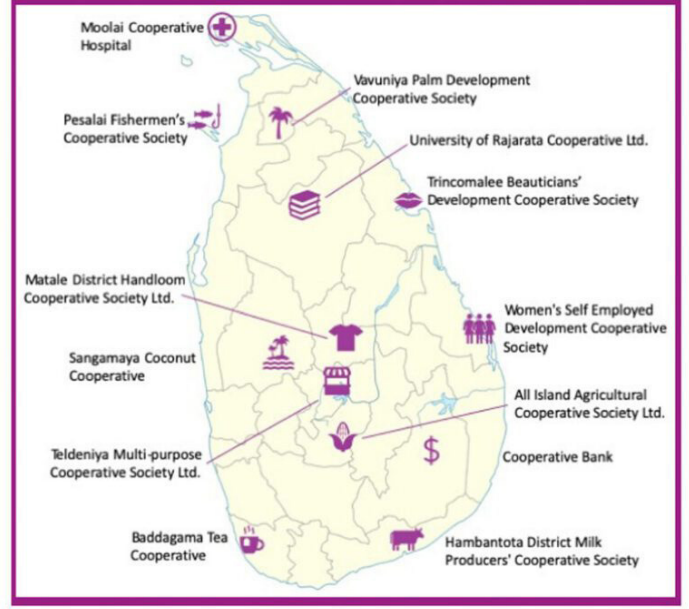 Moolai Cooperative
Hospital
Vavuniya Palm Development
Cooperative Society
Pesalai Fishermen's
Cooperative Society
University of Rajarata Cooperative Ltd.
Trincomalee Beauticians'
Development Cooperative Society
Matale District Handloom
Cooperative Society Ltd.
Women's Self Employed
Development Cooperative
Society
Sangamaya Coconut
Cooperative
All Island Agricultural
Cooperative Society Ltd.
Teldeniya Multi-purpose
Cooperative Society Ltd.
$
Cooperative Bank
Baddagama Tea
Cooperative
Hambantota District Milk
Producers' Cooperative Society